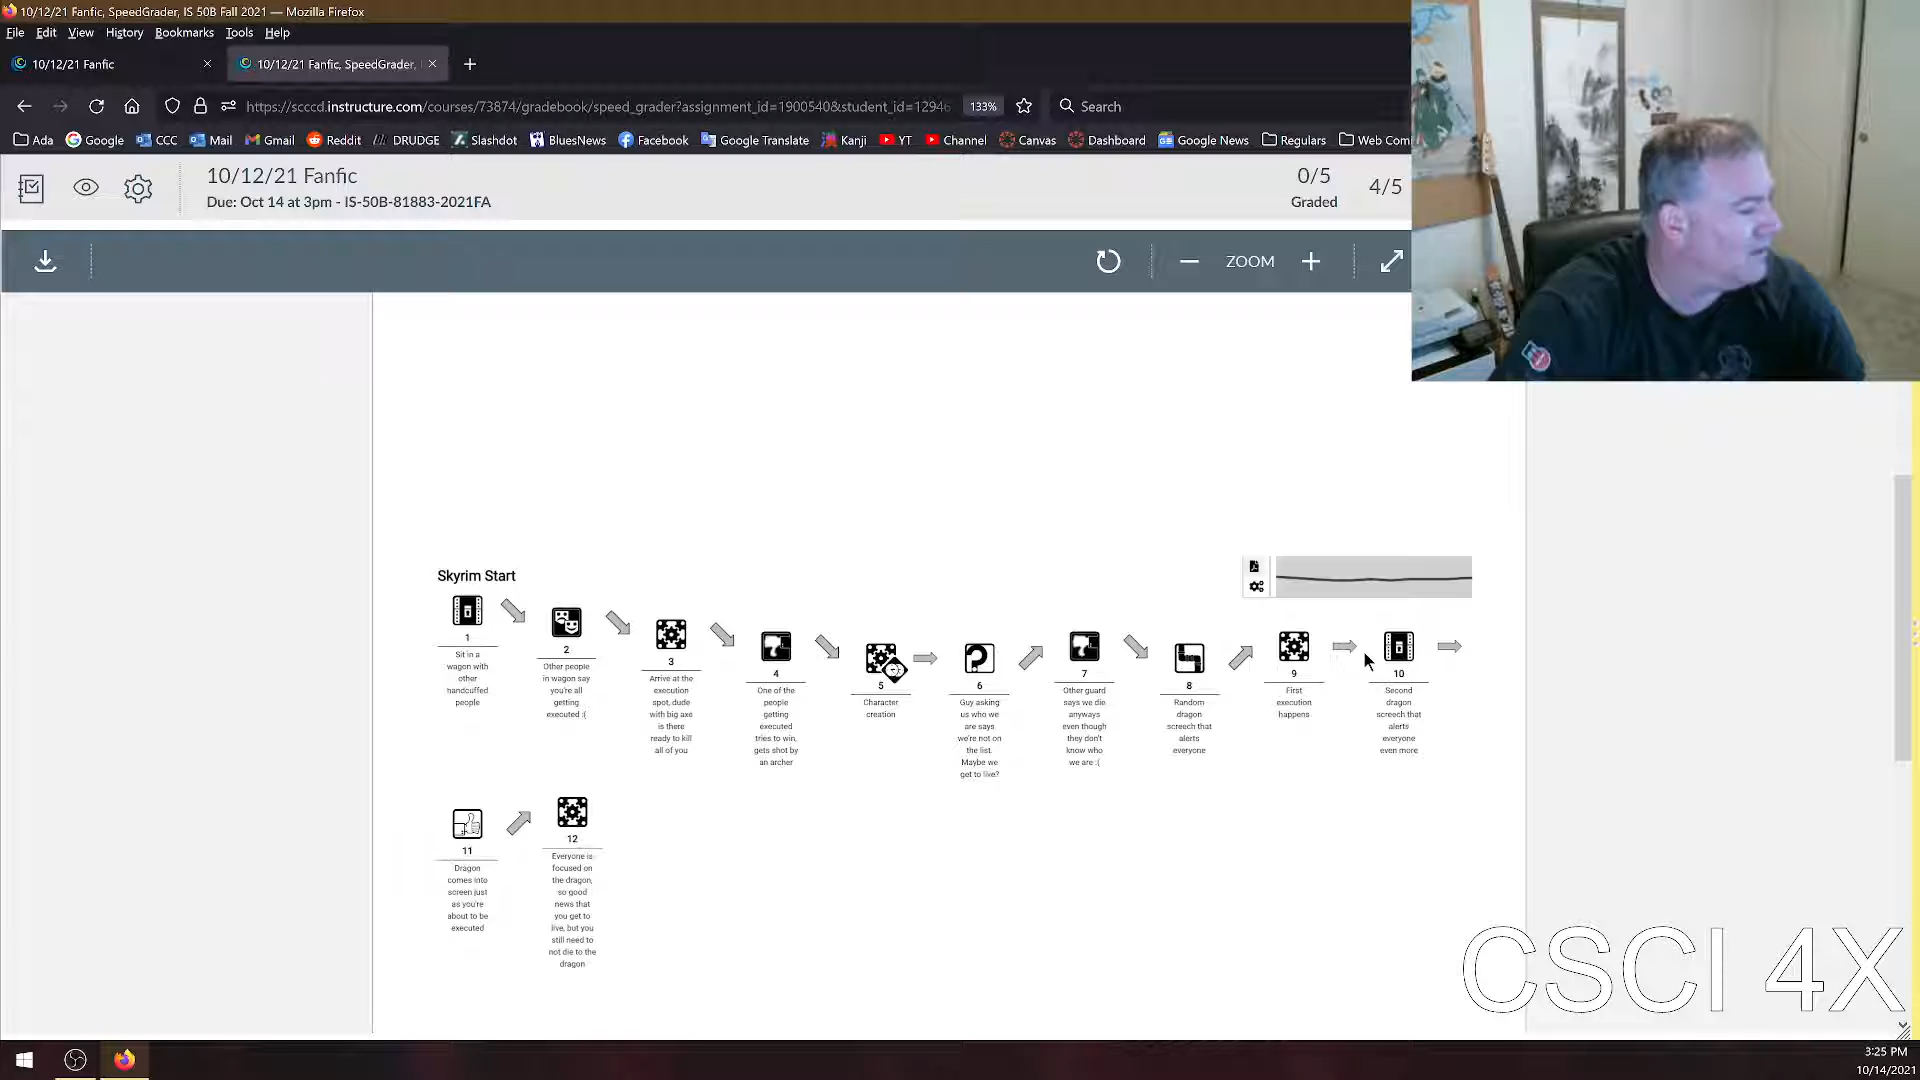 10/12/21 Fanfic, SpeedGrader, IS 50B Fall 2021 — Mozilla Firefox
File Edit View History Bookmarks Tools Help
10/12/21 Fanfic
10/12/21 Fanfic, SpeedGrader,
https://scccd.instructure.com/courses/73874/gradebook/speed_grader?assignment_id=1900540&student_id=12946
133%
Search
Ada Google CCC Mail Gmail Reddit DRUDGE Slashdot BluesNews Facebook Google Translate Kanji YT Channel Canvas Dashboard Google News Regulars Web Comi
10/12/21 Fanfic
Due: Oct 14 at 3pm - IS-50B-81883-2021FA
0/5
Graded
4/5
ZOOM
Skyrim Start
1
Sit in a
wagon with
other
handcuffed
people
2
Other people
in wagon say
you're all
getting
executed :(
3
Arrive at the
execution
spot, dude
with big axe
is there
ready to kill
all of you
4
One of the
people
getting
executed
tries to win,
gets shot by
an archer
5
Character
creation
6
Guy asking
us who we
are says
we're not on
the list.
Maybe we
get to live?
7
Other guard
says we die
anyways
even though
they don't
know who
we are :(
8
Random
dragon
screech that
alerts
everyone
9
First
execution
happens
10
Second
dragon
screech that
alerts
everyone
even more
11
Dragon
comes into
screen just
as you're
about to be
executed
12
Everyone is
focused on
the dragon,
so good
news that
you get to
live, but you
still need to
not die to the
dragon
CSCI 4X
3:25 PM
10/14/2021